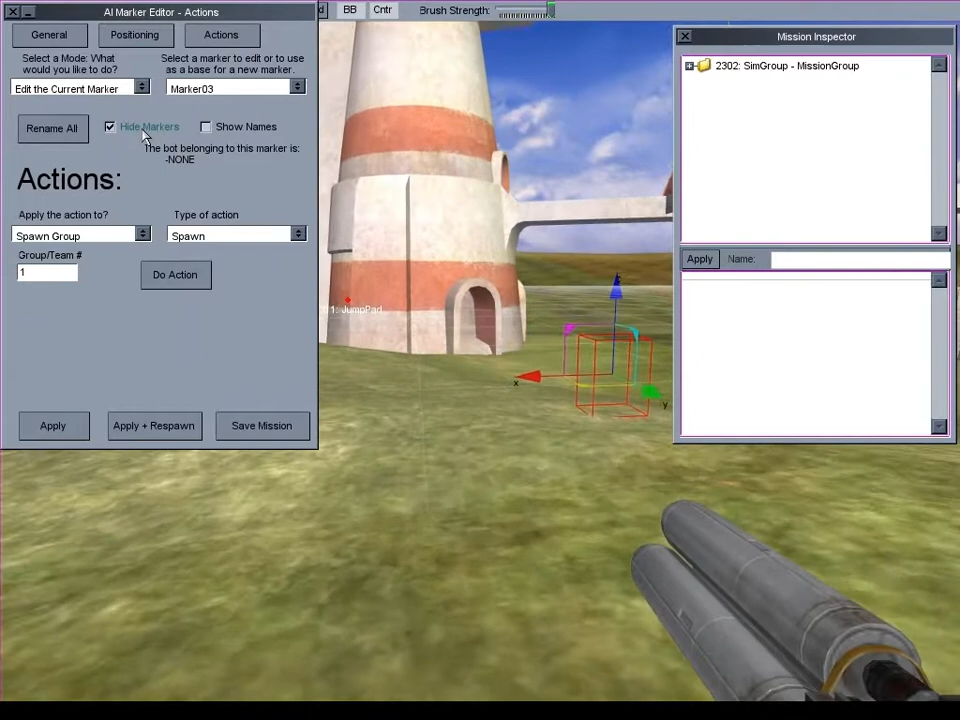 AI Marker Editor - Actions
d BB Cntr Brush Strength:
General Positioning Actions
Select a Mode: What
would you like to do?
Select a marker to edit or to use
as a base for a new marker.
Edit the Current Marker
Marker03
Rename All
Hide Markers
Show Names
The bot belonging to this marker is:
-NONE
Actions:
Apply the action to?
Type of action
Spawn Group
Spawn
Group/Team #
1
Do Action
Apply
Apply + Respawn
Save Mission
1: JumpPad
x
y
Mission Inspector
2302: SimGroup - MissionGroup
Apply
Name: